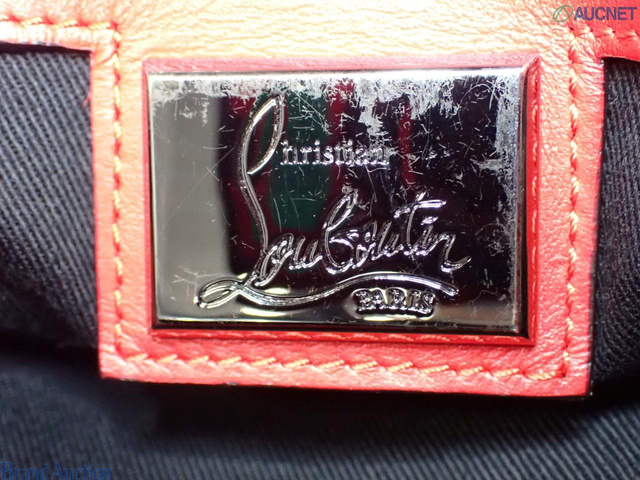 AUCNET
Christian
Louboutin
PARIS
Brand Auction